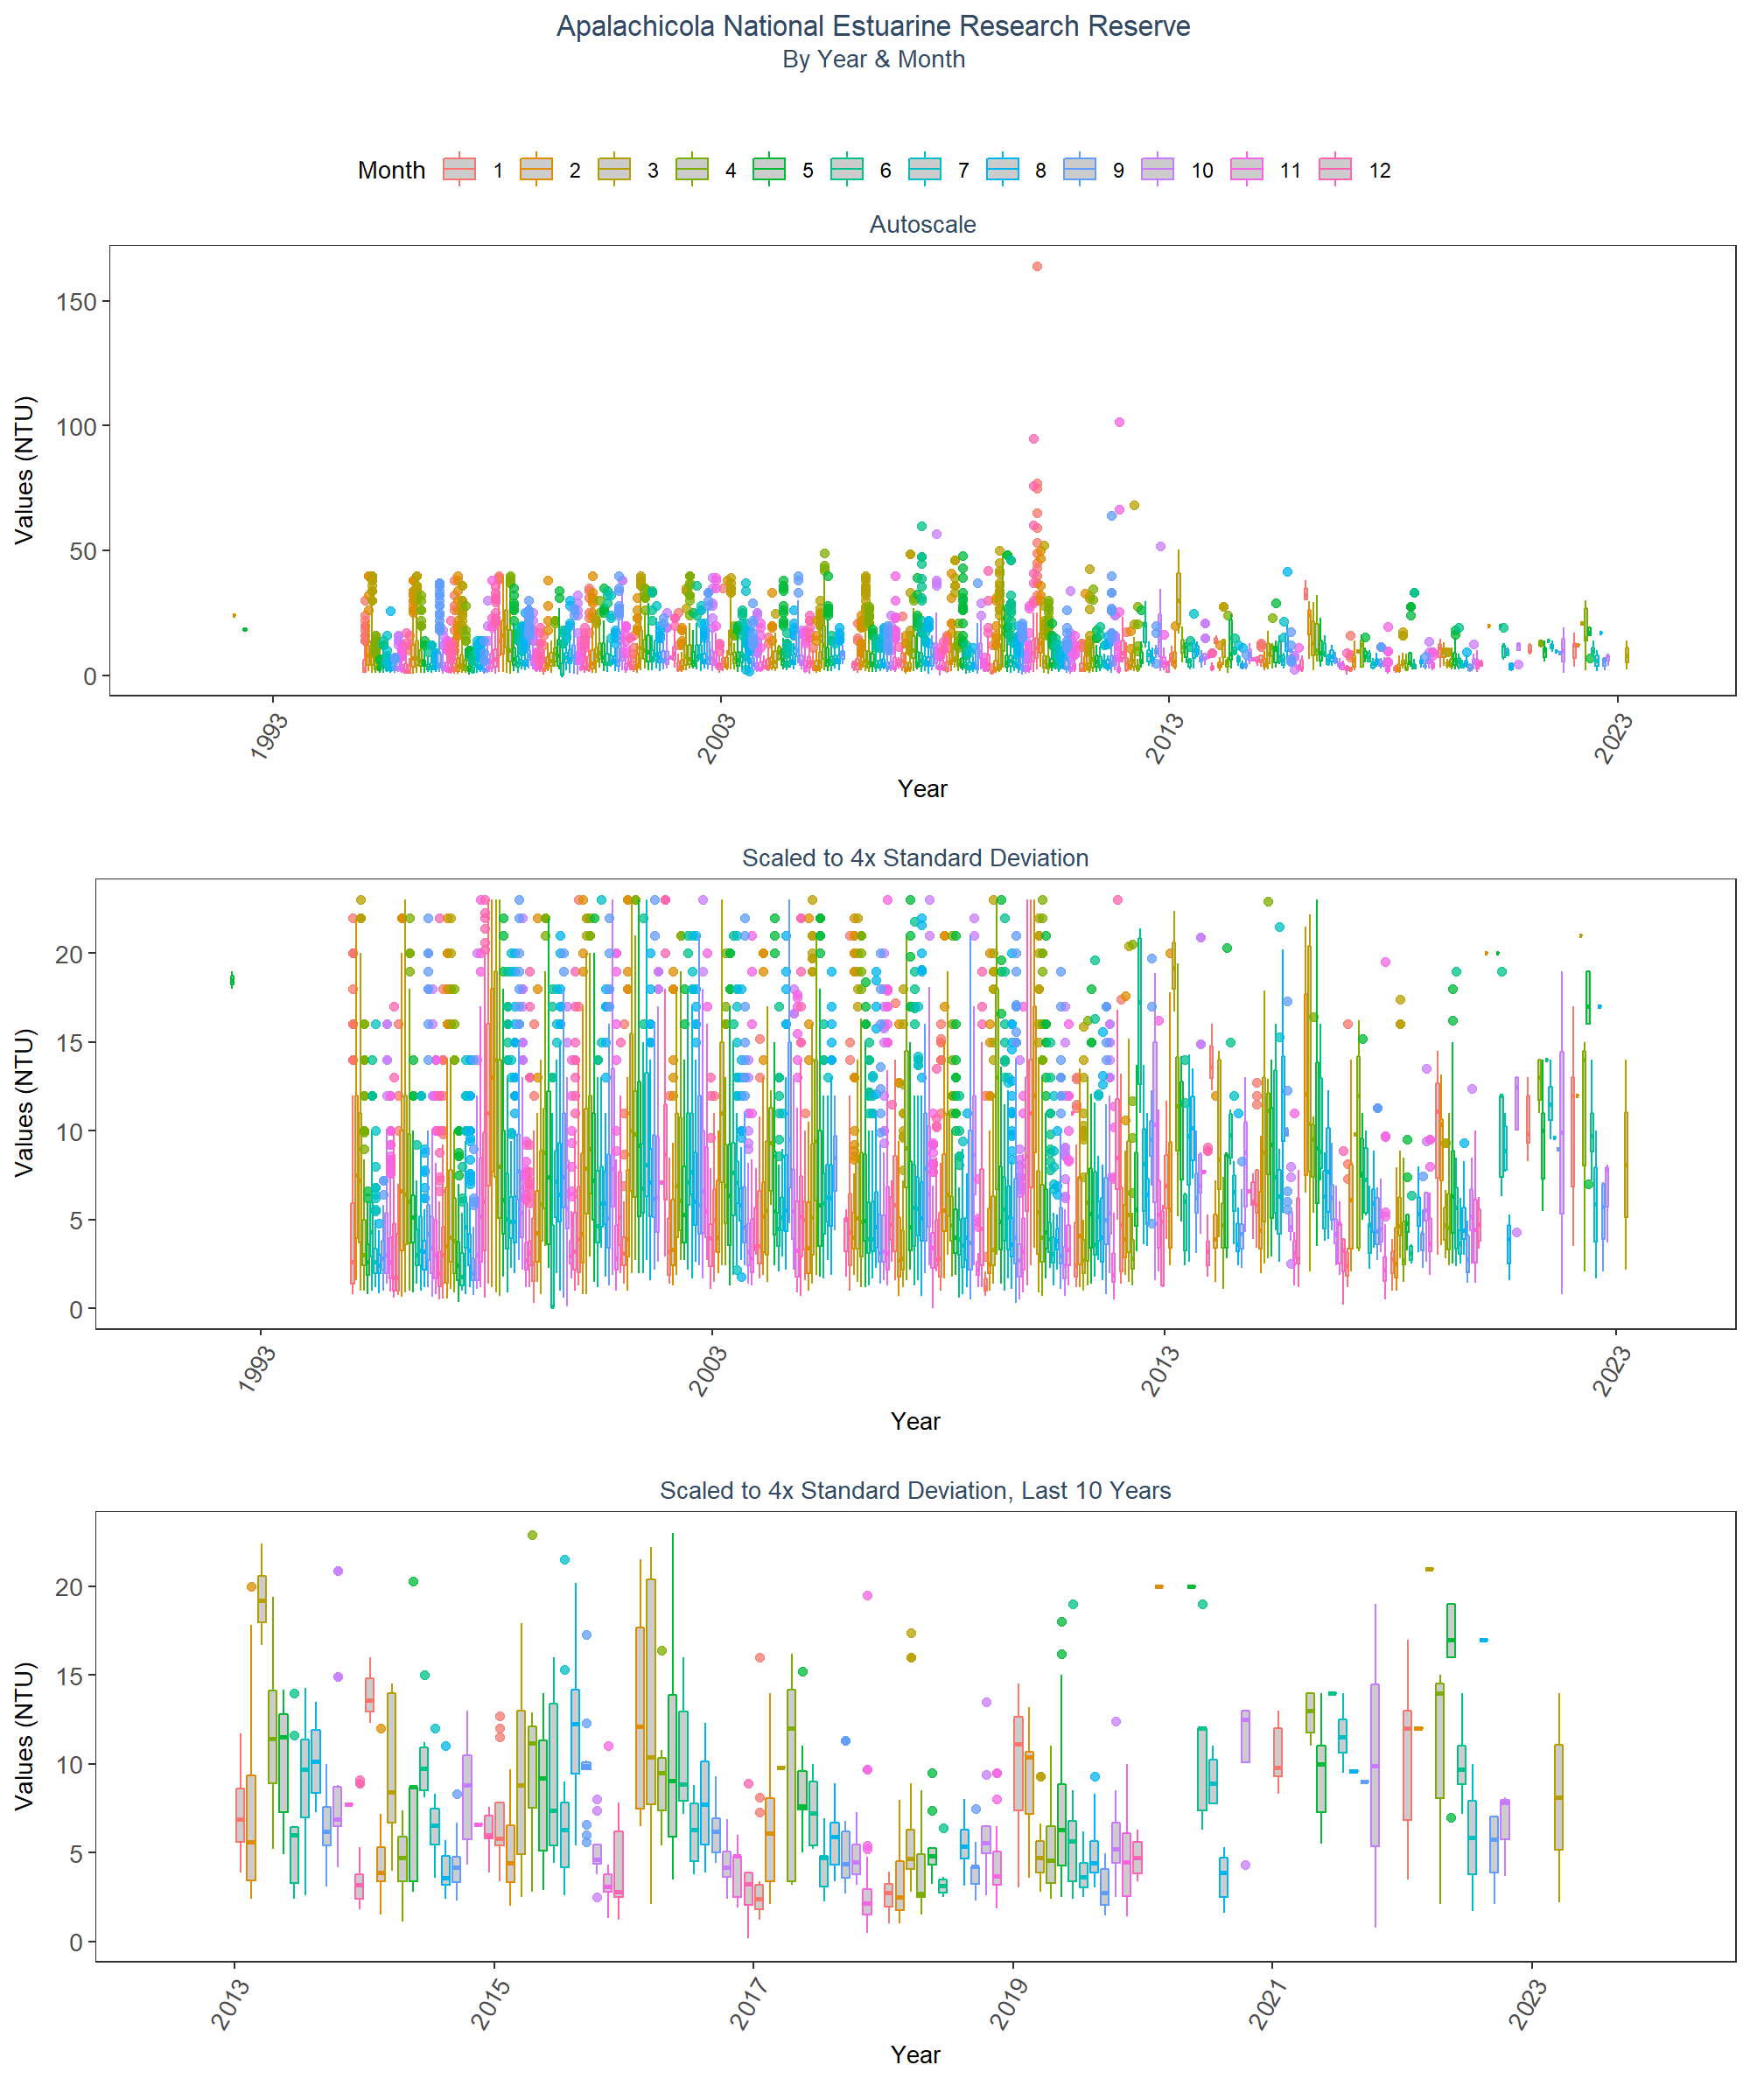 Apalachicola National Estuarine Research Reserve
By Year & Month
Month 1 2 3 4 5 6 7 8 9 10 11 12
Autoscale
Values (NTU)
150
100
50
0
1993 2003 2013 2023
Year
Scaled to 4x Standard Deviation
Values (NTU)
20
15
10
5
0
1993 2003 2013 2023
Year
Scaled to 4x Standard Deviation, Last 10 Years
Values (NTU)
20
15
10
5
0
2013 2015 2017 2019 2021 2023
Year